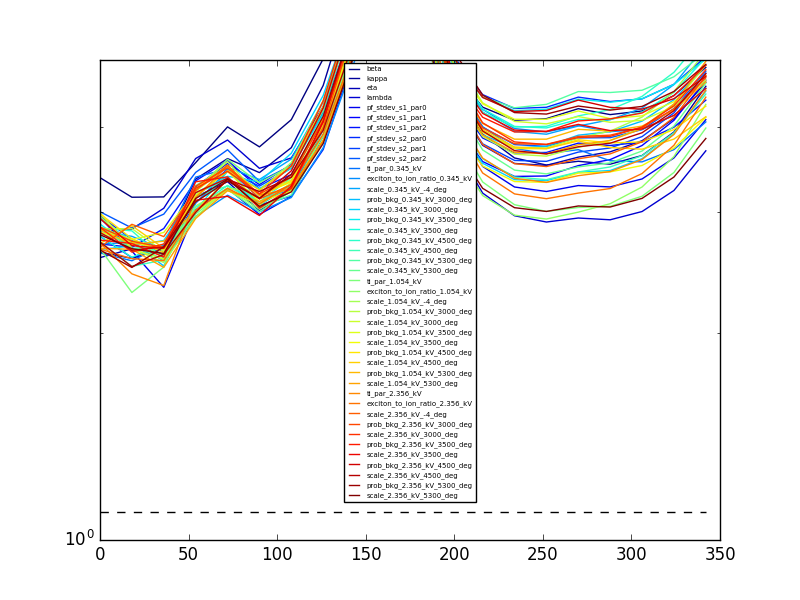 beta
kappa
eta
lambda
pf_stdev_s1_par0
pf_stdev_s1_par1
pf_stdev_s1_par2
pf_stdev_s2_par0
pf_stdev_s2_par1
pf_stdev_s2_par2
ti_par_0.345_kV
exciton_to_ion_ratio_0.345_kV
scale_0.345_kV_-4_deg
prob_bkg_0.345_kV_3000_deg
scale_0.345_kV_3000_deg
prob_bkg_0.345_kV_3500_deg
scale_0.345_kV_3500_deg
prob_bkg_0.345_kV_4500_deg
scale_0.345_kV_4500_deg
prob_bkg_0.345_kV_5300_deg
scale_0.345_kV_5300_deg
ti_par_1.054_kV
exciton_to_ion_ratio_1.054_kV
scale_1.054_kV_-4_deg
prob_bkg_1.054_kV_3000_deg
scale_1.054_kV_3000_deg
prob_bkg_1.054_kV_3500_deg
scale_1.054_kV_3500_deg
prob_bkg_1.054_kV_4500_deg
scale_1.054_kV_4500_deg
prob_bkg_1.054_kV_5300_deg
scale_1.054_kV_5300_deg
ti_par_2.356_kV
exciton_to_ion_ratio_2.356_kV
scale_2.356_kV_-4_deg
prob_bkg_2.356_kV_3000_deg
scale_2.356_kV_3000_deg
prob_bkg_2.356_kV_3500_deg
scale_2.356_kV_3500_deg
prob_bkg_2.356_kV_4500_deg
scale_2.356_kV_4500_deg
prob_bkg_2.356_kV_5300_deg
scale_2.356_kV_5300_deg
10^0
0 50 100 150 200 250 300 350